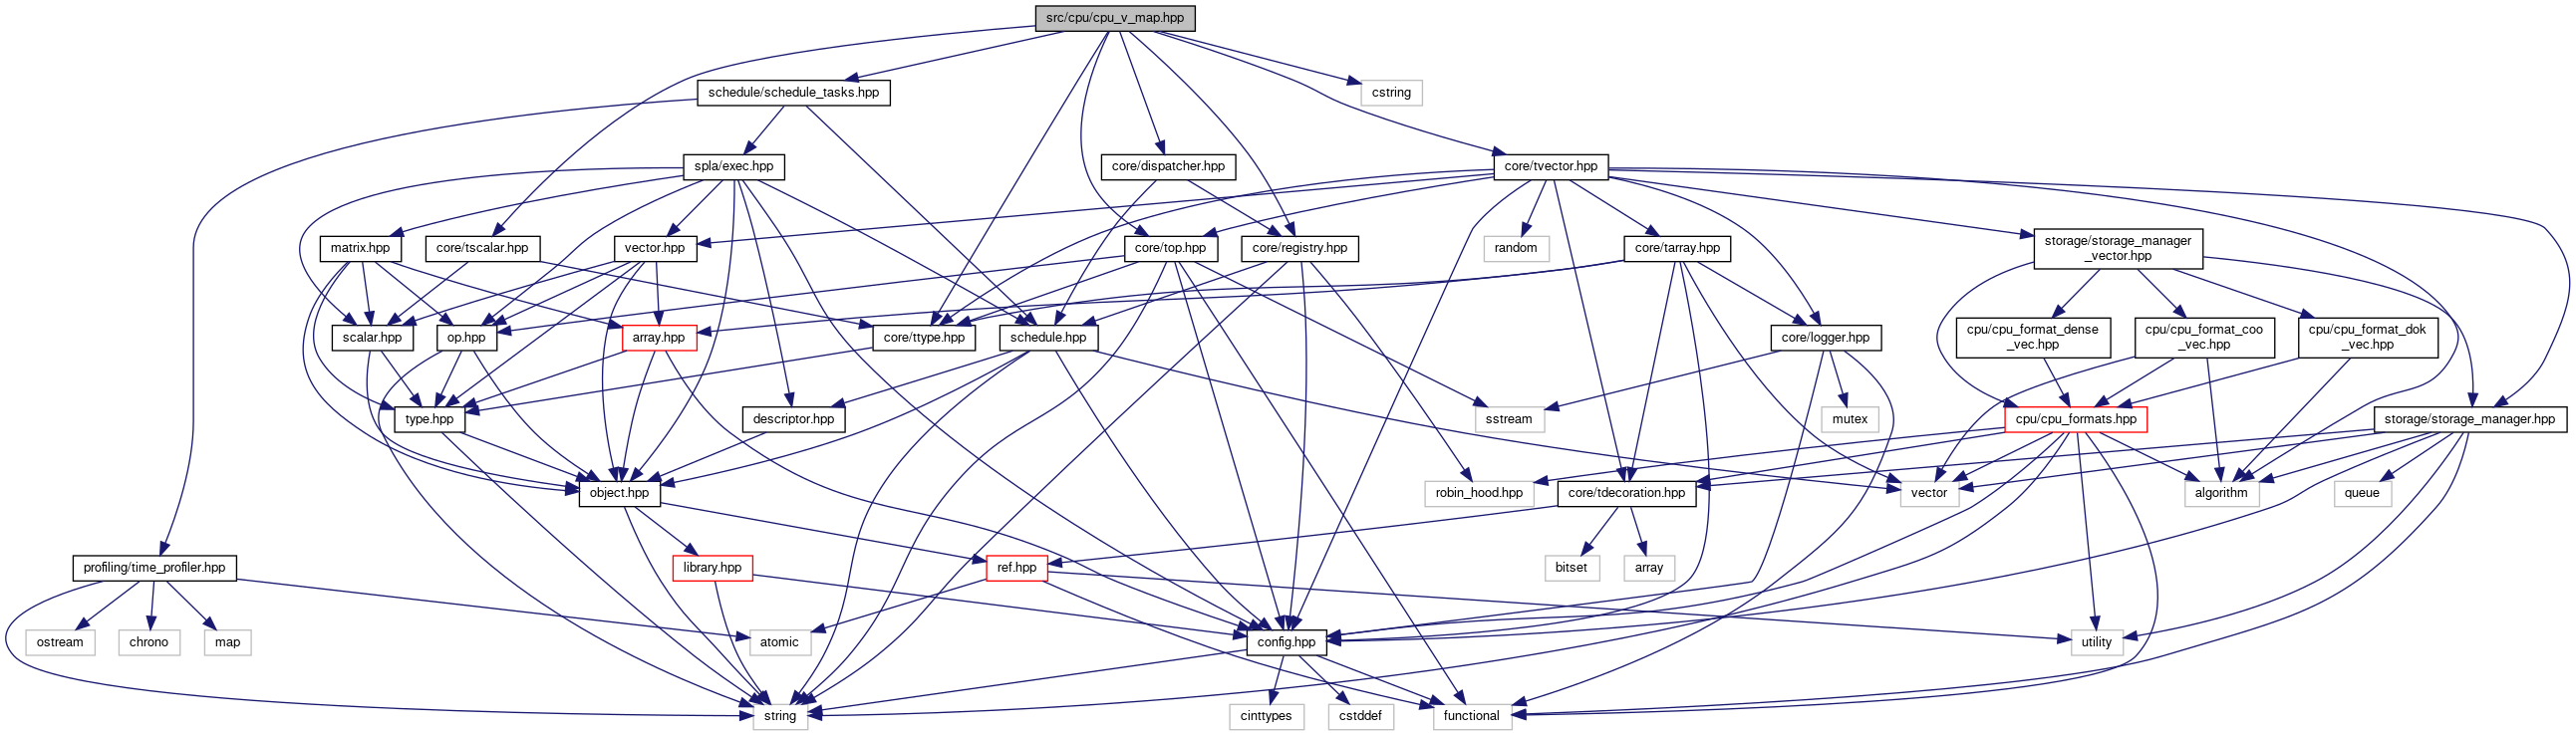 src/cpu/cpu_v_map.hpp
schedule/schedule_tasks.hpp
cstring
spla/exec.hpp
core/dispatcher.hpp
core/tvector.hpp
matrix.hpp
core/tscalar.hpp
vector.hpp
core/top.hpp
core/registry.hpp
random
core/tarray.hpp
storage/storage_manager
_vector.hpp
scalar.hpp
op.hpp
array.hpp
core/ttype.hpp
schedule.hpp
core/logger.hpp
cpu/cpu_format_dense
_vec.hpp
cpu/cpu_format_coo
_vec.hpp
cpu/cpu_format_dok
_vec.hpp
type.hpp
descriptor.hpp
sstream
mutex
cpu/cpu_formats.hpp
storage/storage_manager.hpp
object.hpp
robin_hood.hpp
core/tdecoration.hpp
vector
algorithm
queue
profiling/time_profiler.hpp
library.hpp
ref.hpp
bitset
array
ostream
chrono
map
atomic
config.hpp
utility
string
cinttypes
cstddef
functional